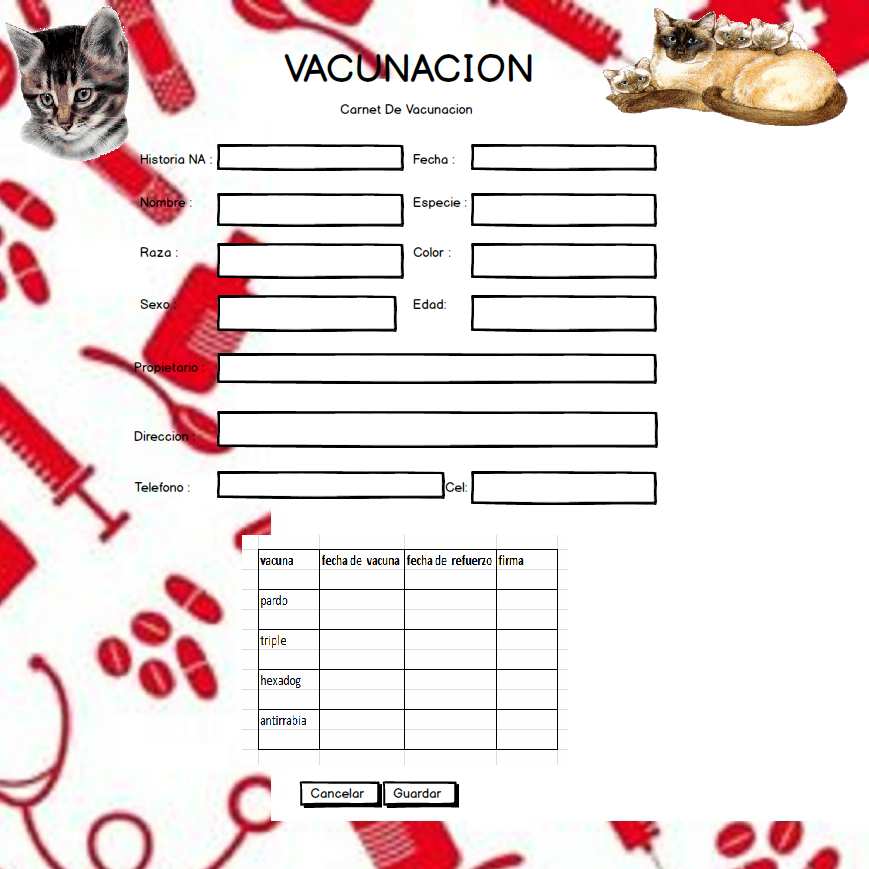 VACUNACION
Carnet De Vacunacion
Historia NA : Fecha :
Nombre : Especie :
Raza : Color :
Sexo : Edad:
Propietario :
Direccion :
Telefono : Cel:
vacuna fecha de vacuna fecha de refuerzo firma
pardo
triple
hexadog
antirrabia
Cancelar Guardar